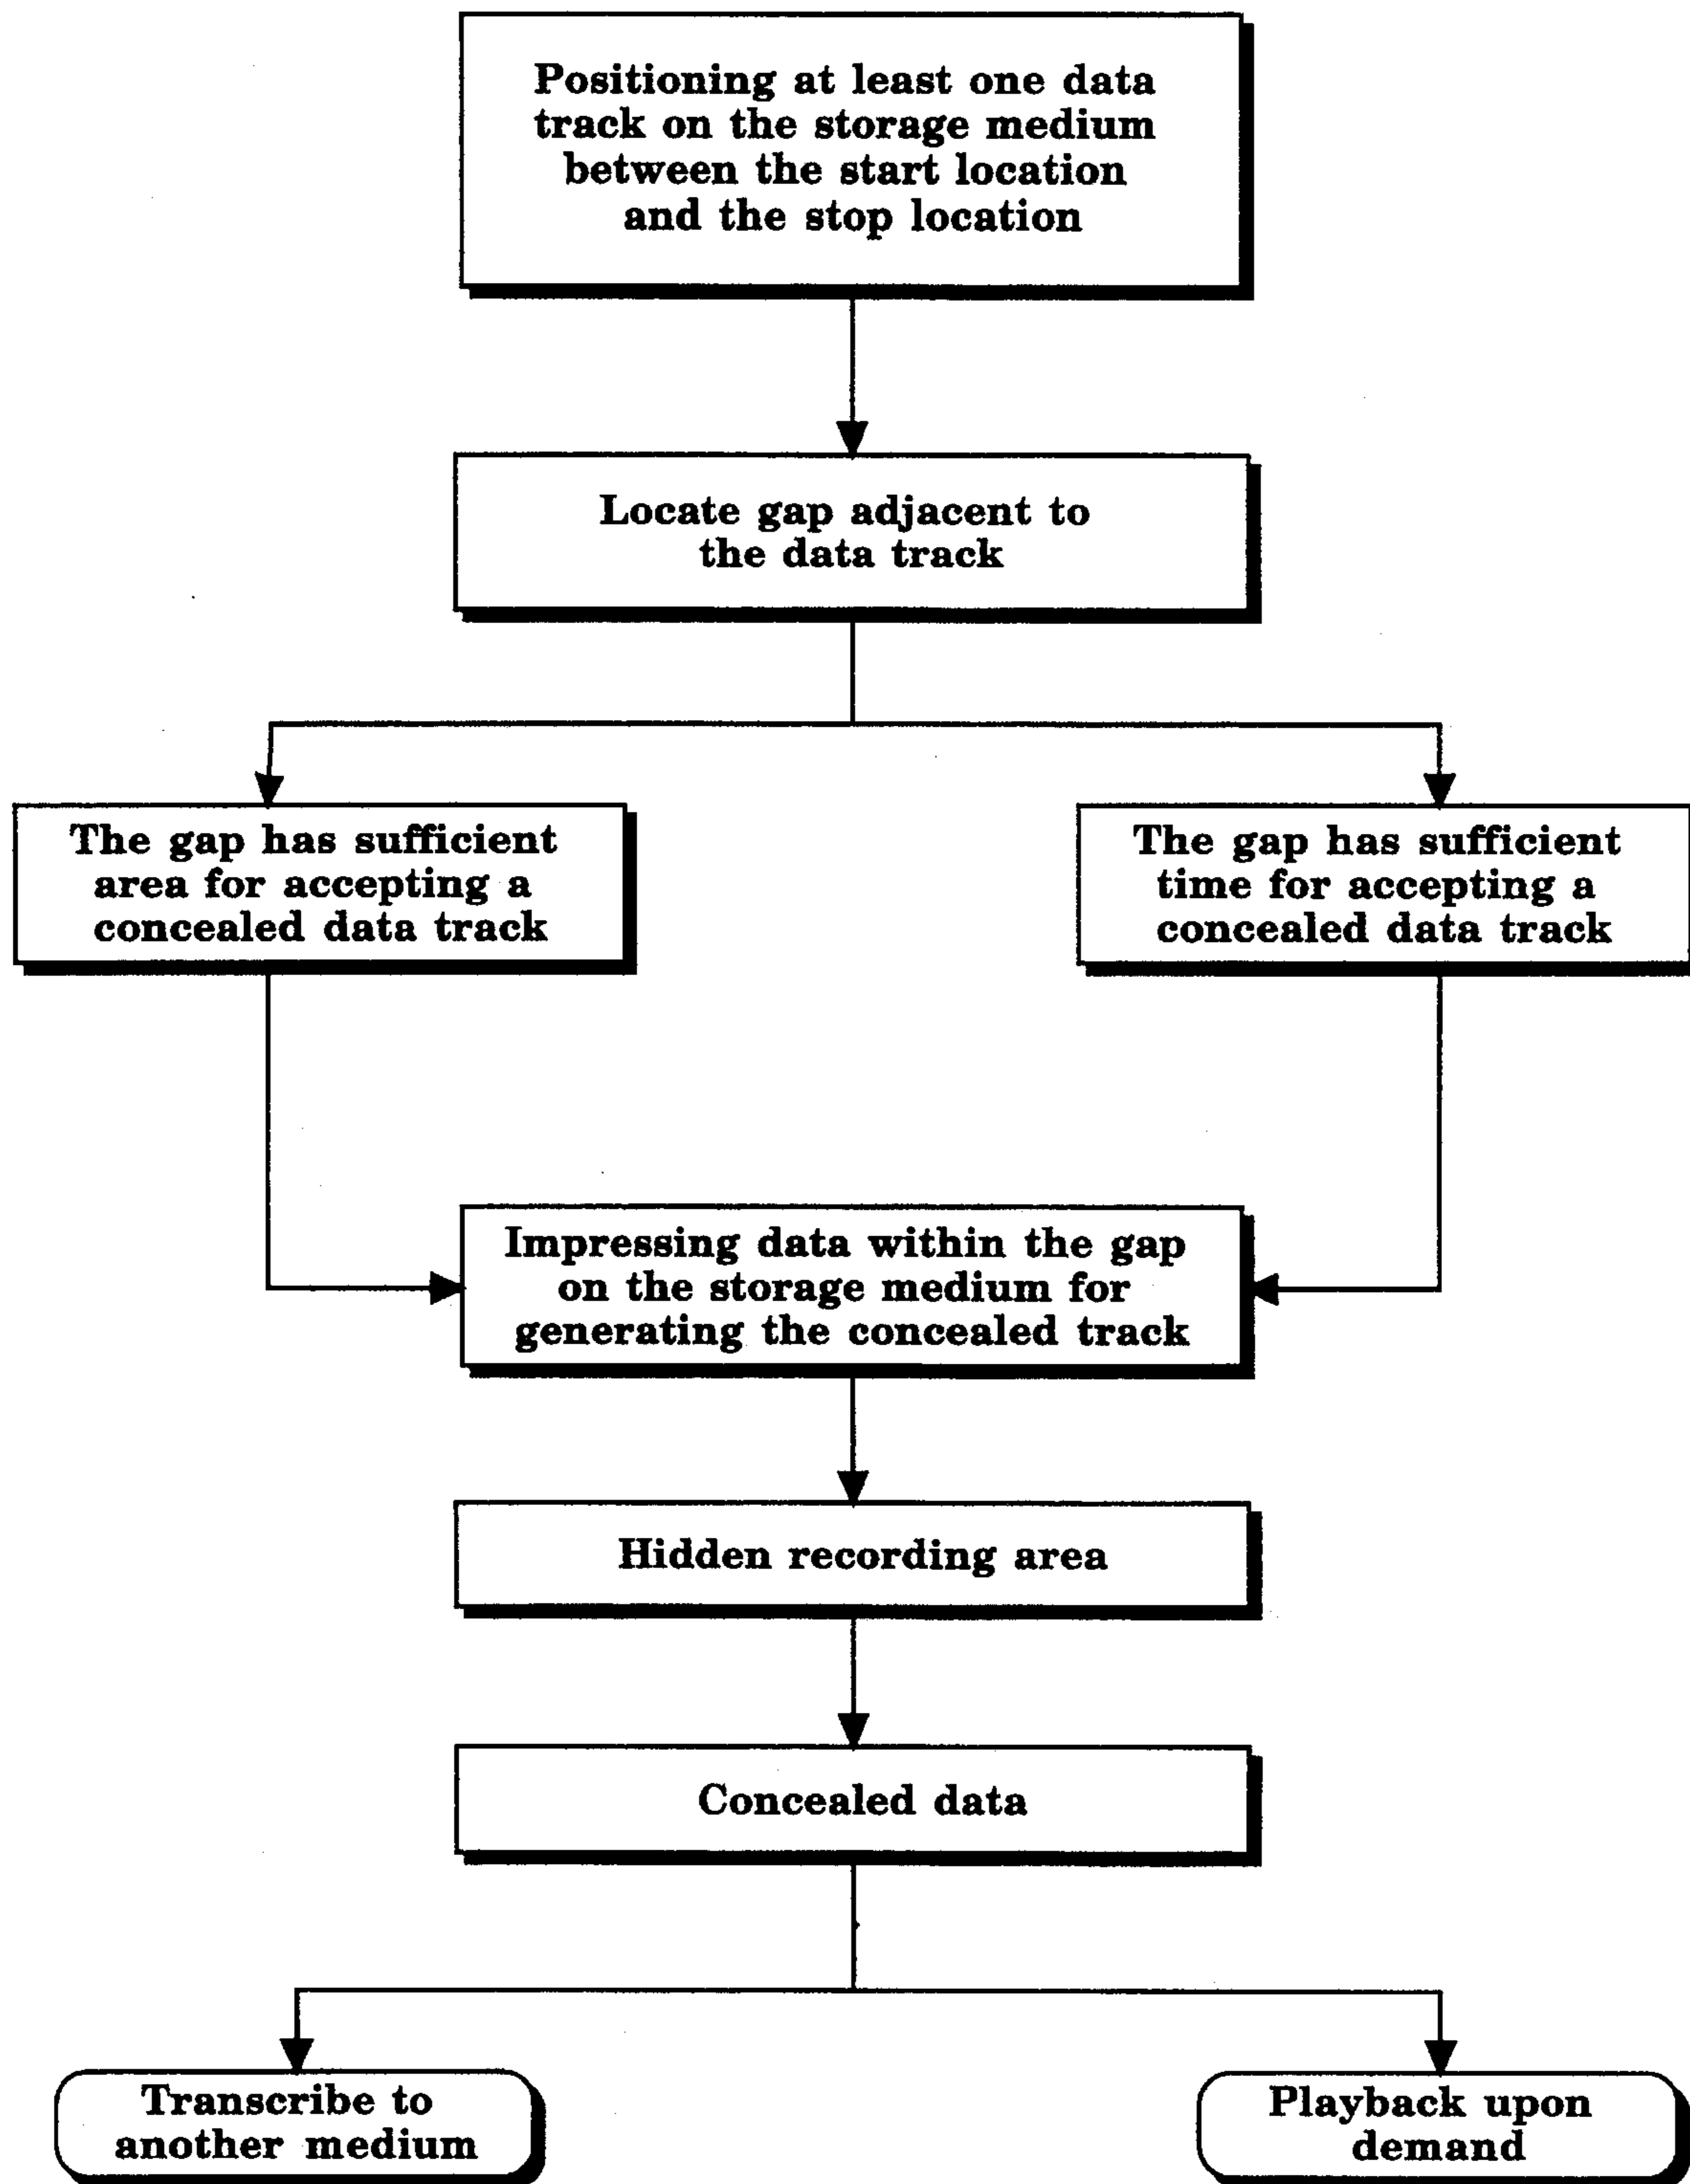 Positioning at least one data
track on the storage medium
between the start location
and the stop location
Locate gap adjacent to
the data track
The gap has sufficient
area for accepting a
concealed data track
The gap has sufficient
time for accepting a
concealed data track
Impressing data within the gap
on the storage medium for
generating the concealed track
Hidden recording area
Concealed data
Transcribe to
another medium
Playback upon
demand